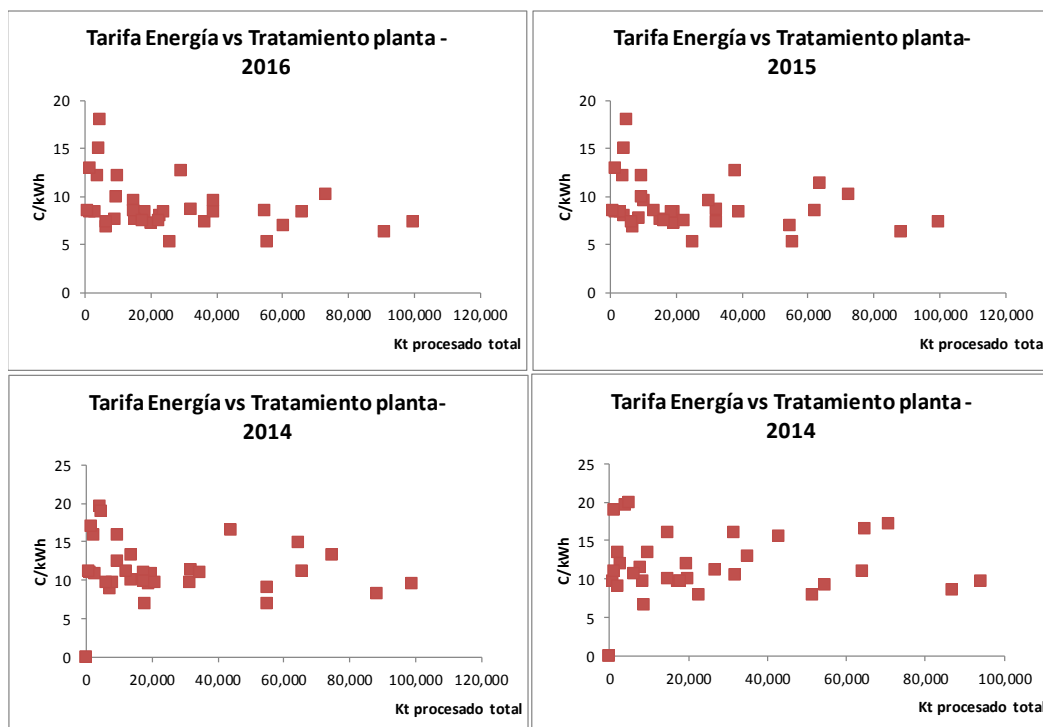 Tarifa Energía vs Tratamiento planta -
2016
20
15
10
5
0
C/kWh
0 20,000 40,000 60,000 80,000 100,000 120,000
Kt procesado total
Tarifa Energía vs Tratamiento planta-
2015
20
15
10
5
0
C/kWh
0 20,000 40,000 60,000 80,000 100,000 120,000
Kt procesado total
Tarifa Energía vs Tratamiento planta-
2014
25
20
15
10
5
0
C/kWh
0 20,000 40,000 60,000 80,000 100,000 120,000
Kt procesado total
Tarifa Energía vs Tratamiento planta -
2014
25
20
15
10
5
0
C/kWh
0 20,000 40,000 60,000 80,000 100,000
Kt procesado total